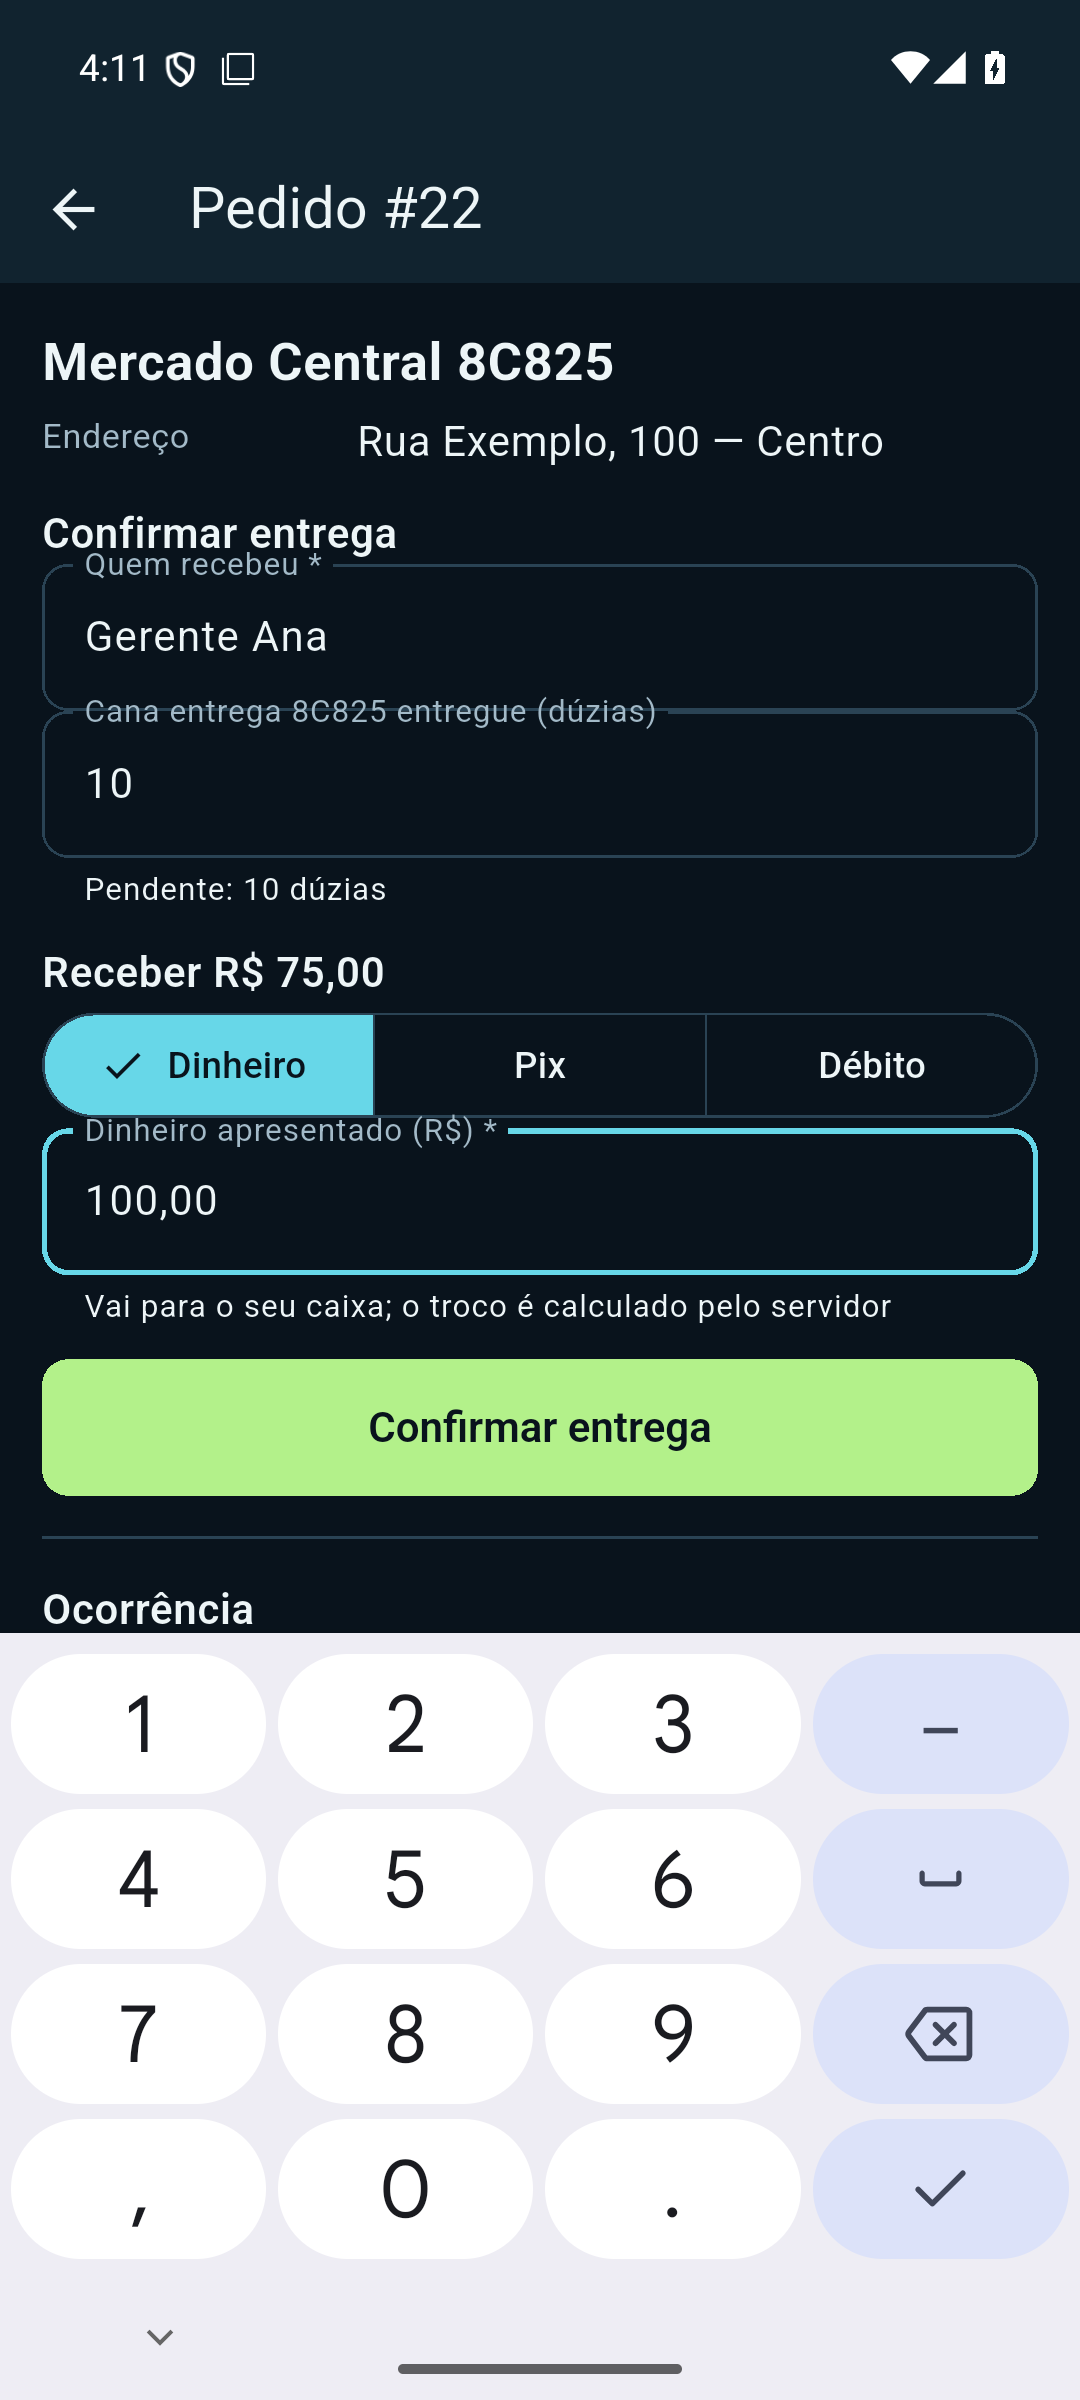 4:11
Pedido #22
Mercado Central 8C825
Endereço Rua Exemplo, 100 — Centro
Confirmar entrega
Quem recebeu *
Gerente Ana
Cana entrega 8C825 entregue (dúzias)
10
Pendente: 10 dúzias
Receber R$ 75,00
Dinheiro Pix Débito
Dinheiro apresentado (R$) *
100,00
Vai para o seu caixa; o troco é calculado pelo servidor
Confirmar entrega
Ocorrência
1 2 3 –
4 5 6
7 8 9
, 0 .